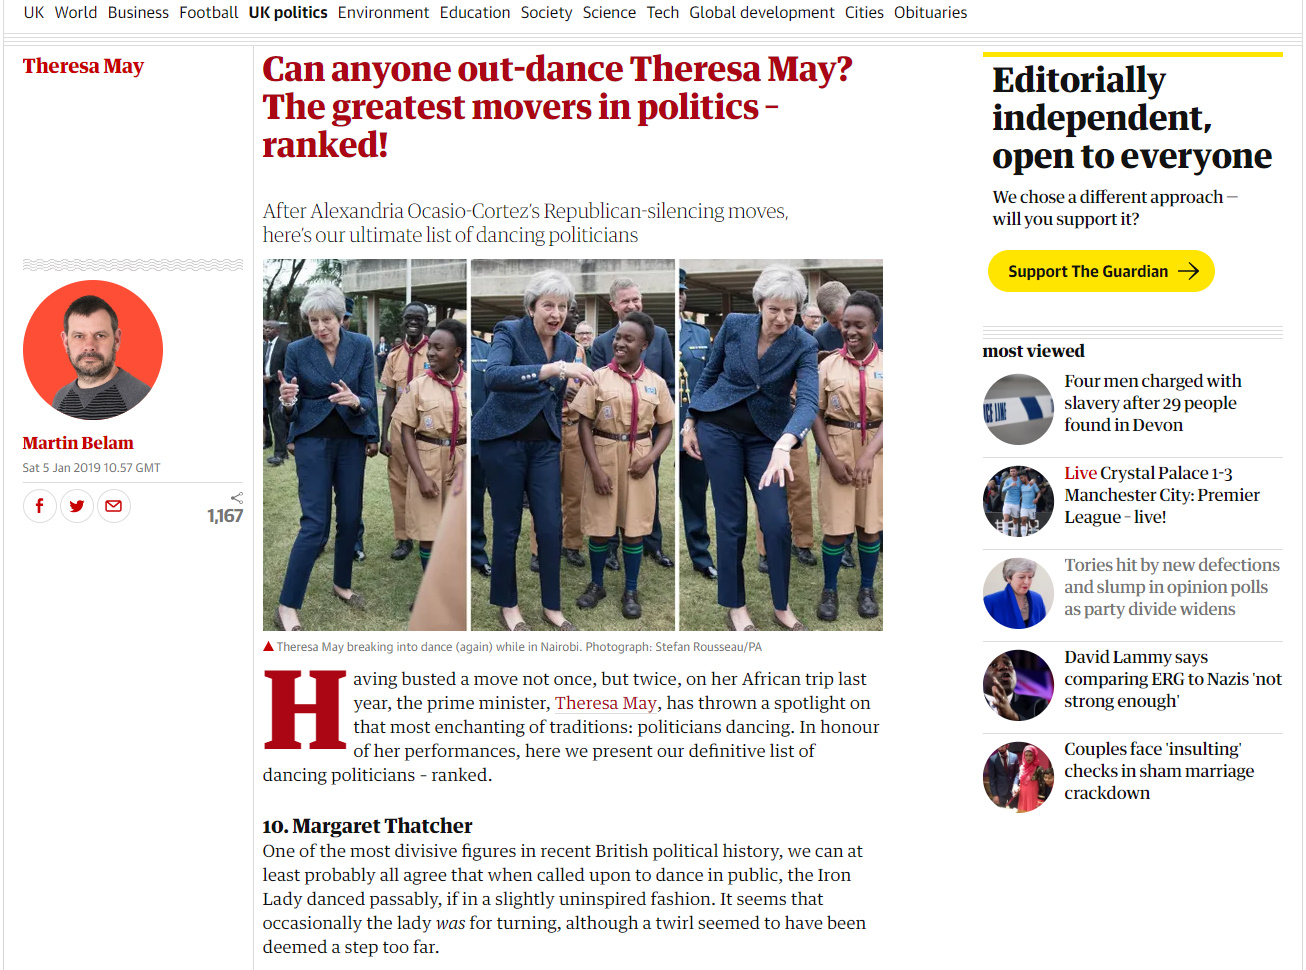 UK World Business Football UK politics Environment Education Society Science Tech Global development Cities Obituaries
Theresa May
Can anyone out-dance Theresa May?
The greatest movers in politics –
ranked!
After Alexandria Ocasio-Cortez's Republican-silencing moves,
here's our ultimate list of dancing politicians
Martin Belam
Sat 5 Jan 2019 10.57 GMT
1,167
Theresa May breaking into dance (again) while in Nairobi. Photograph: Stefan Rousseau/PA
Having busted a move not once, but twice, on her African trip last
year, the prime minister, Theresa May, has thrown a spotlight on
that most enchanting of traditions: politicians dancing. In honour
of her performances, here we present our definitive list of
dancing politicians – ranked.
10. Margaret Thatcher
One of the most divisive figures in recent British political history, we can at
least probably all agree that when called upon to dance in public, the Iron
Lady danced passably, if in a slightly uninspired fashion. It seems that
occasionally the lady was for turning, although a twirl seemed to have been
deemed a step too far.
Editorially
independent,
open to everyone
We chose a different approach –
will you support it?
Support The Guardian
most viewed
Four men charged with
slavery after 29 people
found in Devon
CE LINE
Live Crystal Palace 1-3
Manchester City: Premier
League – live!
Tories hit by new defections
and slump in opinion polls
as party divide widens
David Lammy says
comparing ERG to Nazis 'not
strong enough'
Couples face 'insulting'
checks in sham marriage
crackdown